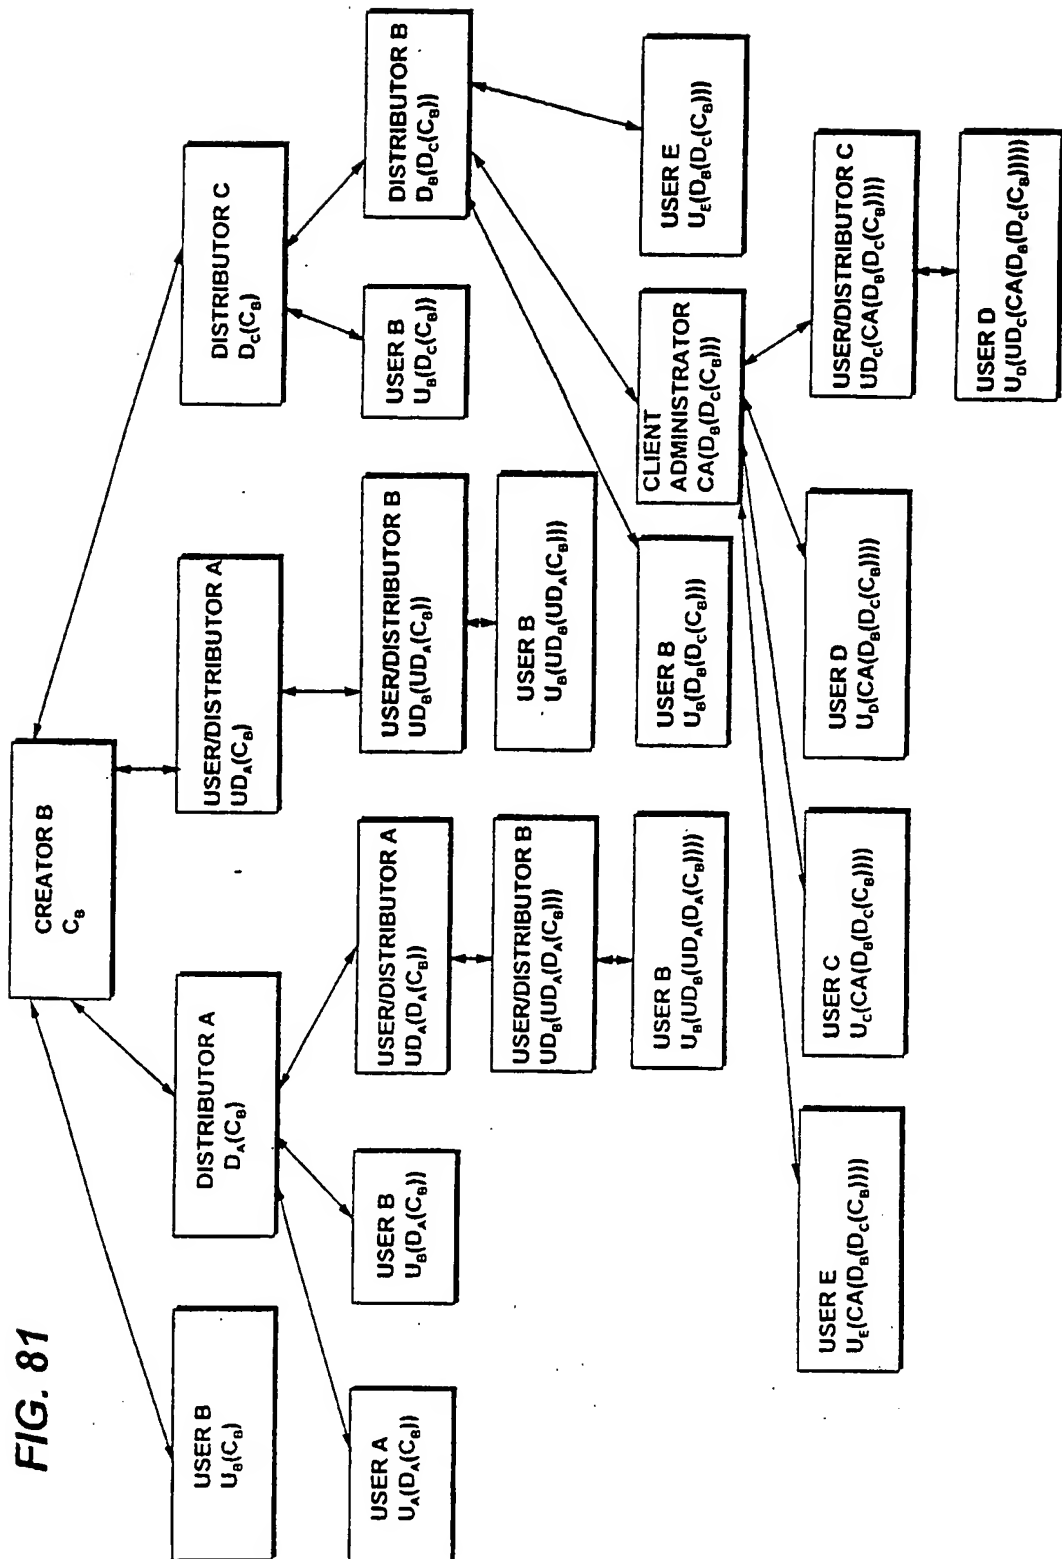 FIG. 81
CREATOR B
C_B
USER B
U_B(C_B)
DISTRIBUTOR A
D_A(C_B)
USER/DISTRIBUTOR A
UD_A(C_B)
DISTRIBUTOR C
D_C(C_B)
USER A
U_A(D_A(C_B))
USER B
U_B(D_A(C_B))
USER/DISTRIBUTOR A
UD_A(D_A(C_B))
USER/DISTRIBUTOR B
UD_B(UD_A(C_B))
USER B
U_B(D_C(C_B))
DISTRIBUTOR B
D_B(D_C(C_B))
USER/DISTRIBUTOR B
UD_B(UD_A(D_A(C_B)))
USER B
U_B(UD_B(UD_A(C_B)))
USER B
U_B(UD_B(UD_A(D_A(C_B))))
USER B
U_B(D_B(D_C(C_B)))
CLIENT
ADMINISTRATOR
CA(D_B(D_C(C_B)))
USER E
U_E(D_B(D_C(C_B)))
USER E
U_E(CA(D_B(D_C(C_B))))
USER C
U_C(CA(D_B(D_C(C_B))))
USER D
U_D(CA(D_B(D_C(C_B))))
USER/DISTRIBUTOR C
UD_C(CA(D_B(D_C(C_B))))
USER D
U_D(UD_C(CA(D_B(D_C(C_B)))))